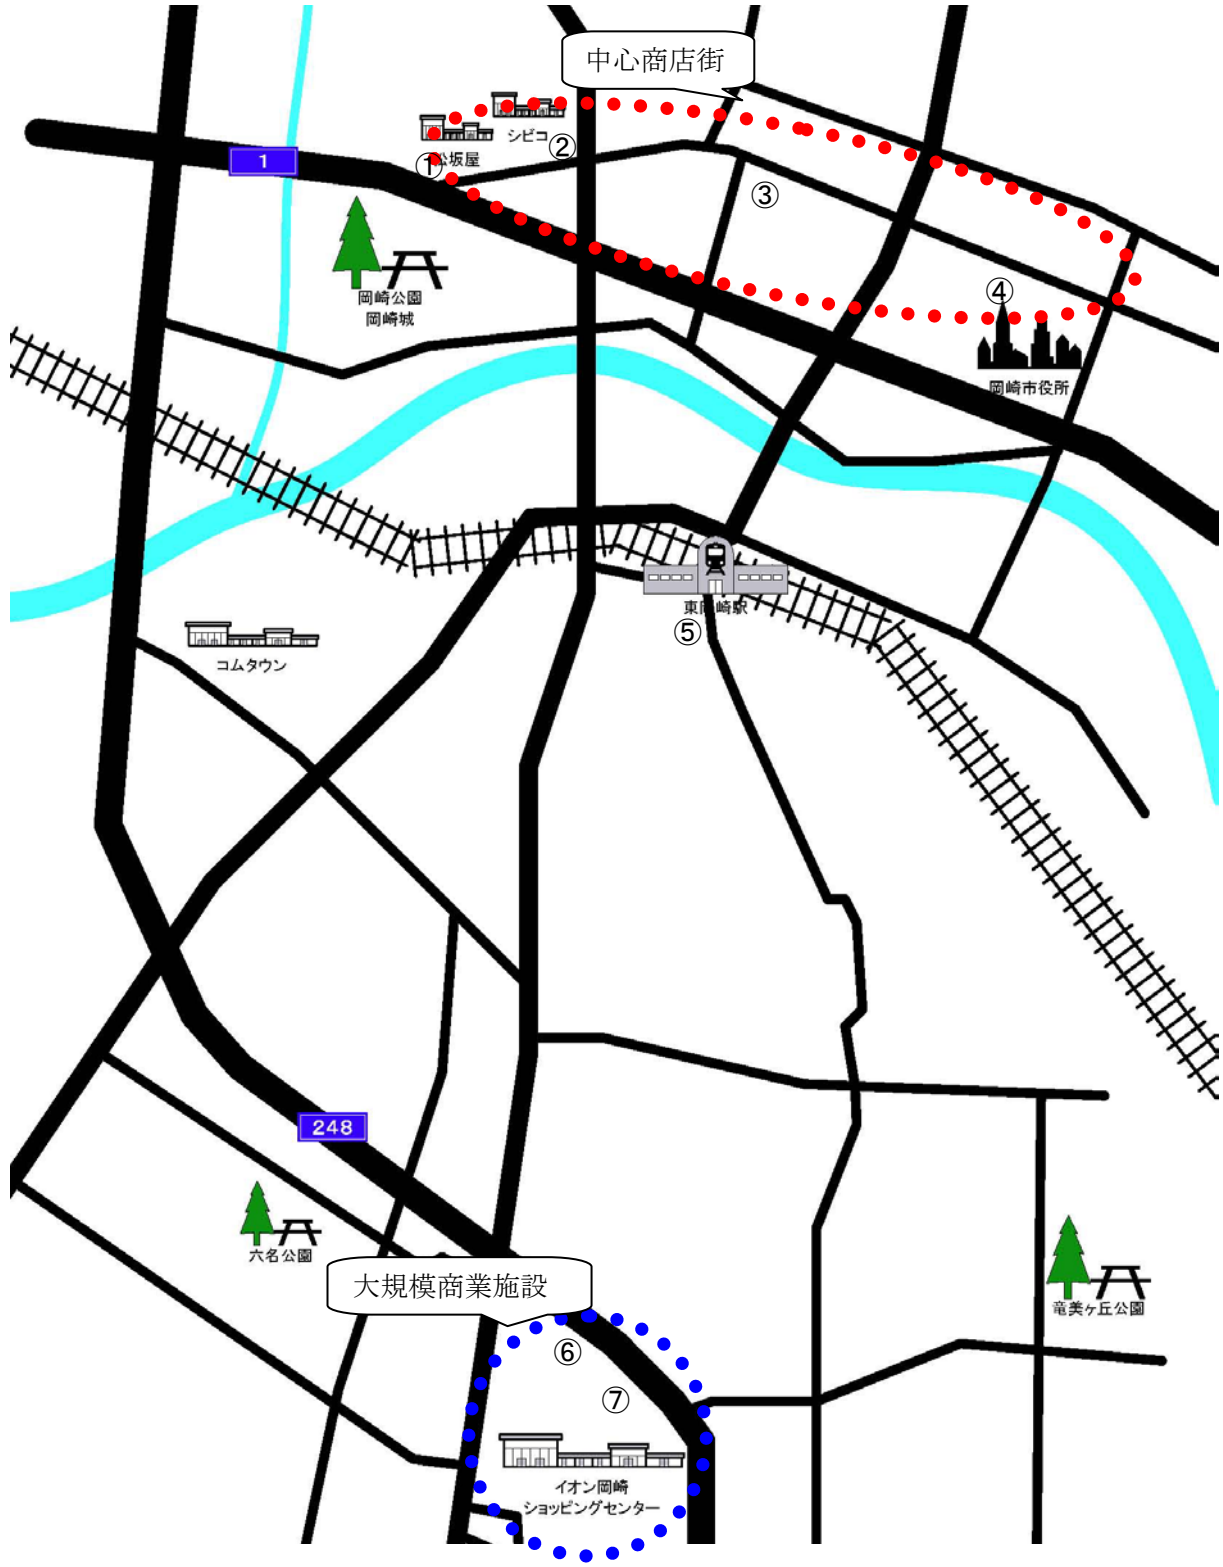 中心商店街
シビコ
②
①松坂屋
1
③
岡崎公園
岡崎城
④
岡崎市役所
東岡崎駅
⑤
コムタウン
248
六名公園
大規模商業施設
竜美ヶ丘公園
⑥
⑦
イオン岡崎
ショッピングセンター